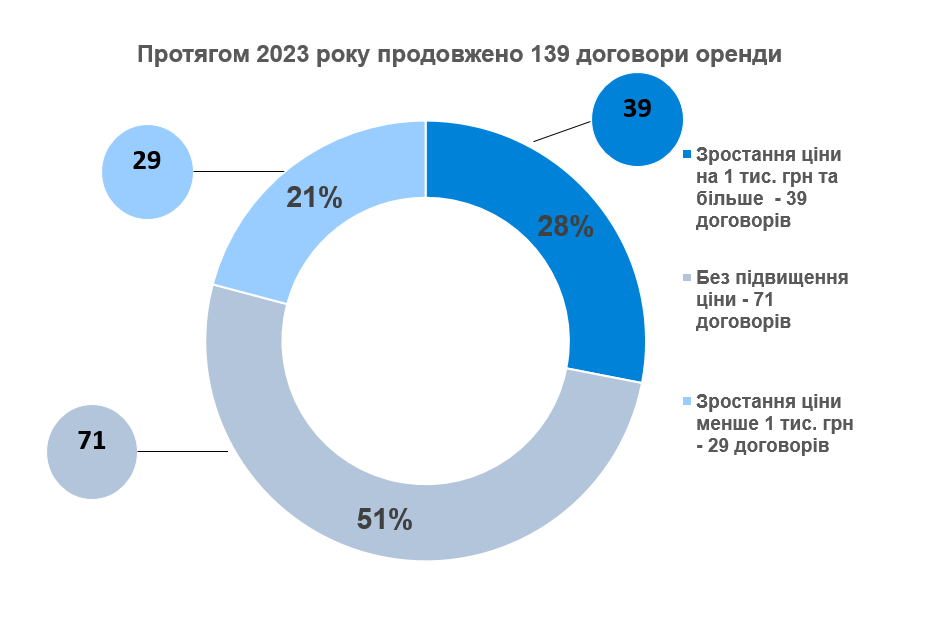 Протягом 2023 року продовжено 139 договори оренди
39
29
21%
28%
71
51%
Зростання ціни
на 1 тис. грн та
більше - 39
договорів
Без підвищення
ціни - 71
договорів
Зростання ціни
менше 1 тис. грн
- 29 договорів